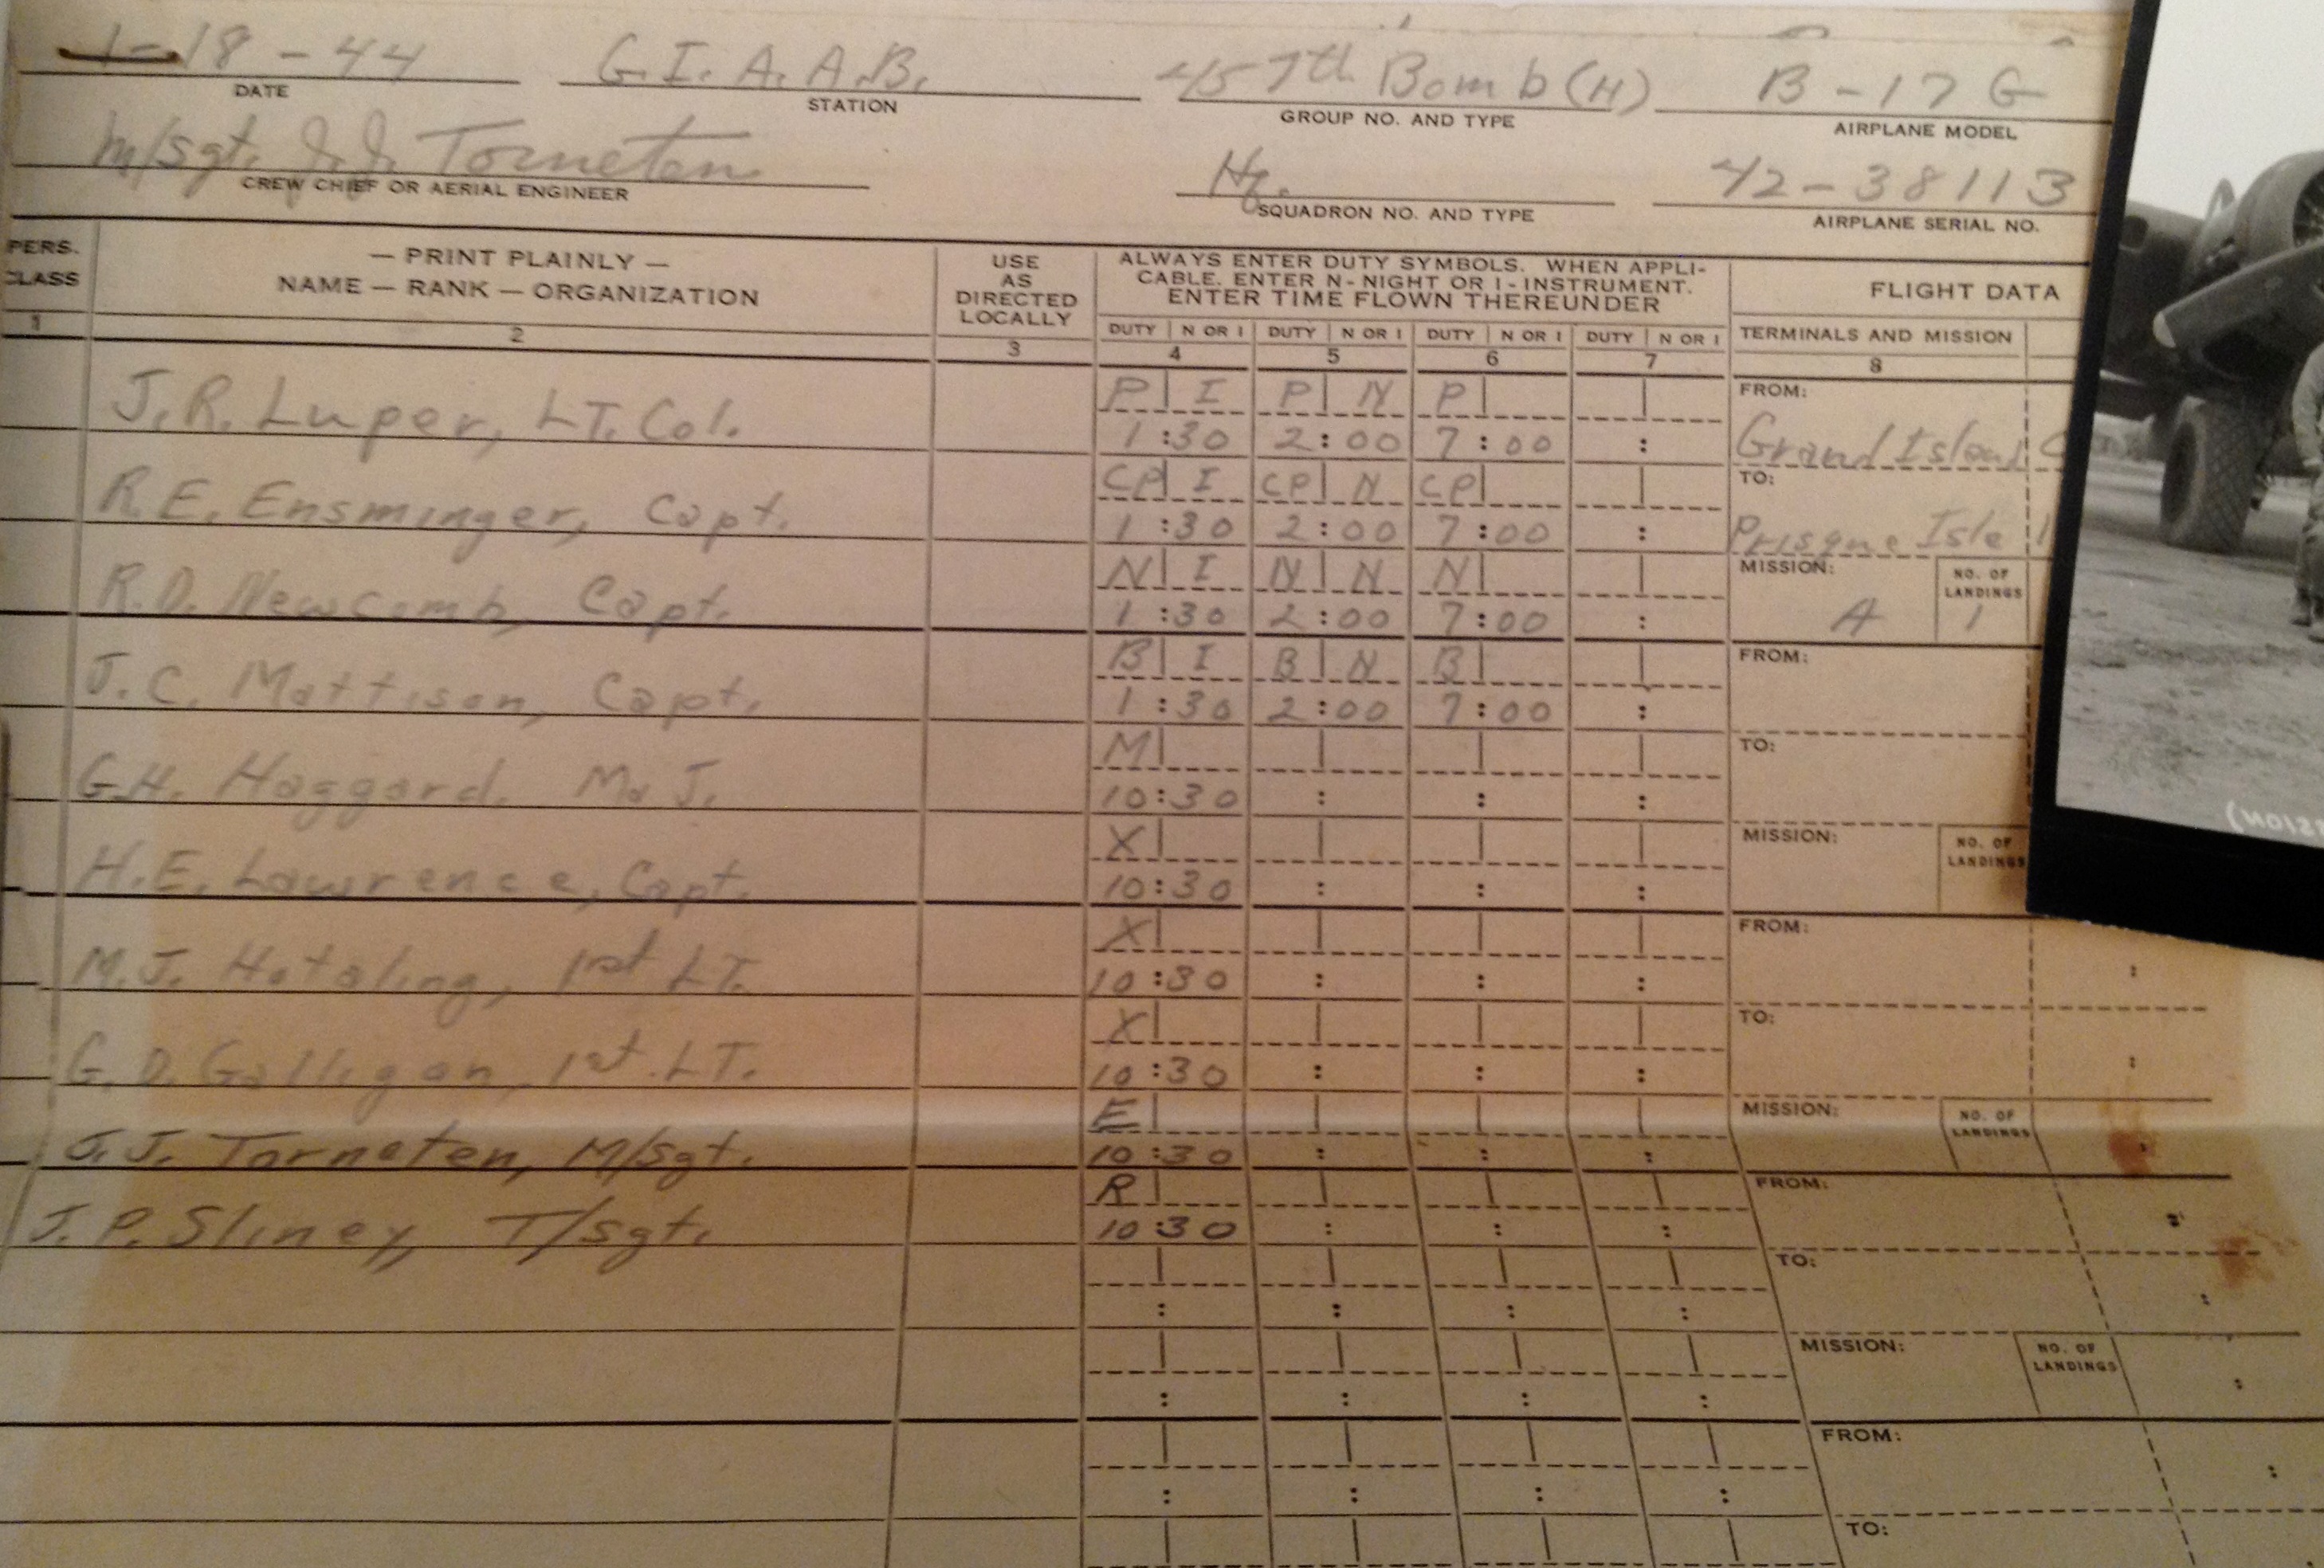 1-18-44 G.I.A.A.B. 457th Bomb (H) B-17G
DATE STATION GROUP NO. AND TYPE AIRPLANE MODEL
M/Sgt. J.J. Torneten Hq. 42-38113
CREW CHIEF OR AERIAL ENGINEER SQUADRON NO. AND TYPE AIRPLANE SERIAL NO.
PERS. CLASS
1
— PRINT PLAINLY —
NAME — RANK — ORGANIZATION
2
USE
AS
DIRECTED
LOCALLY
3
ALWAYS ENTER DUTY SYMBOLS. WHEN APPLI-
CABLE. ENTER N-NIGHT OR I-INSTRUMENT.
ENTER TIME FLOWN THEREUNDER
DUTY N OR I DUTY N OR I DUTY N OR I DUTY N OR I
4 5 6 7
FLIGHT DATA
TERMINALS AND MISSION
8
P I P N P
J.R. Luper, LT. Col. 1:30 2:00 7:00 :
CP I CP N CP
R.E. Ensminger, Capt. 1:30 2:00 7:00 :
N I N N N
R.D. Newcomb, Capt. 1:30 2:00 7:00 :
B I B N B
J.C. Mattison, Capt. 1:30 2:00 7:00 :
M
G.H. Haggard. MaJ. 10:30 : : :
X
H.E. Lawrence, Capt. 10:30 : : :
X
M.J. Hotaling, 1st LT. 10:30 : : :
X
G.D. Galligan, 1st LT. 10:30 : : :
E
J.J. Torneten, M/Sgt. 10:30 : : :
R
J.P. Sliney, T/Sgt. 10:30 : : :
: : : :
: : : :
: : : :
FROM:
Grand Island
TO:
Prisque Isle
MISSION: NO. OF LANDINGS
A 1
FROM:
TO:
MISSION: NO. OF LANDINGS
FROM:
:
TO:
:
MISSION: NO. OF LANDINGS
:
FROM:
:
TO:
:
MISSION: NO. OF LANDINGS
:
FROM:
:
TO: